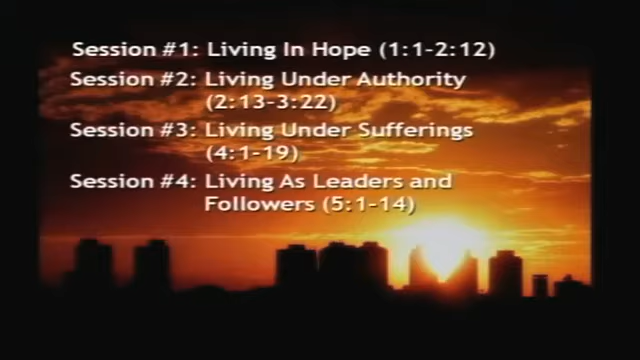 Session #1: Living In Hope (1:1-2:12)
Session #2: Living Under Authority
(2:13-3:22)
Session #3: Living Under Sufferings
(4:1-19)
Session #4: Living As Leaders and
Followers (5:1-14)